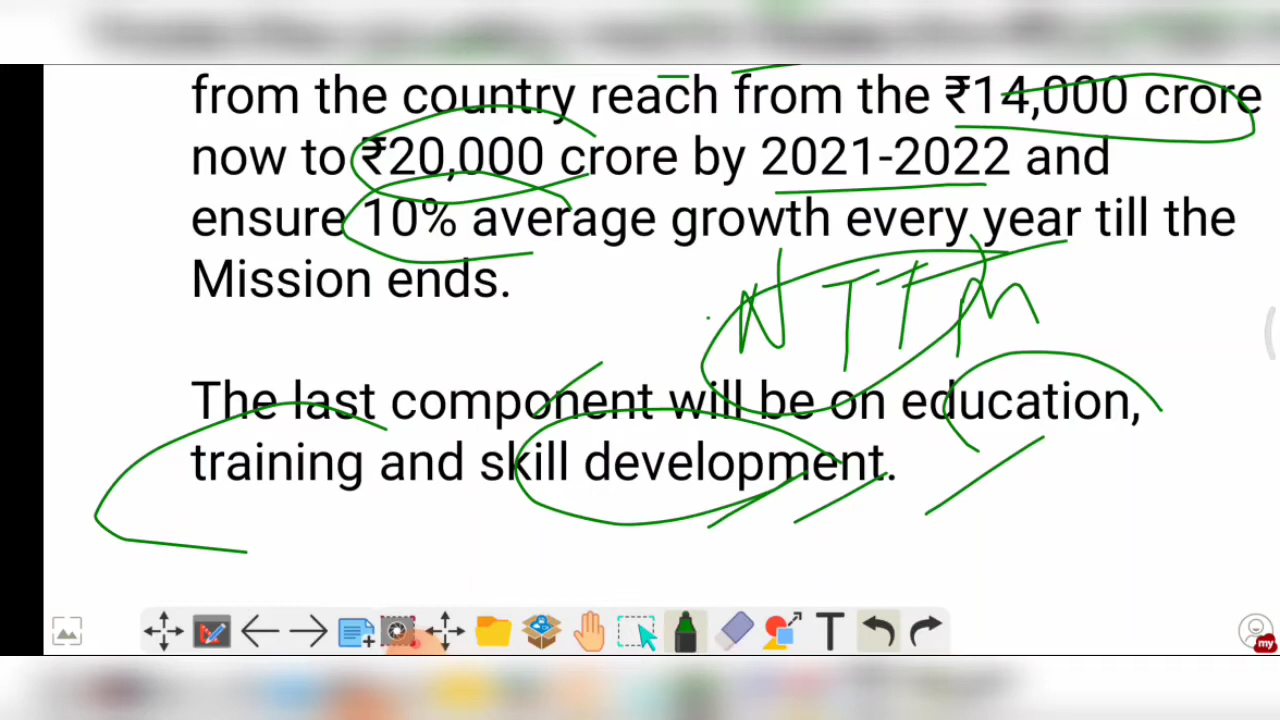 from the country reach from the ₹14,000 crore
now to ₹20,000 crore by 2021-2022 and
ensure 10% average growth every year till the
Mission ends.
NTTM
The last component will be on education,
training and skill development.
T
my